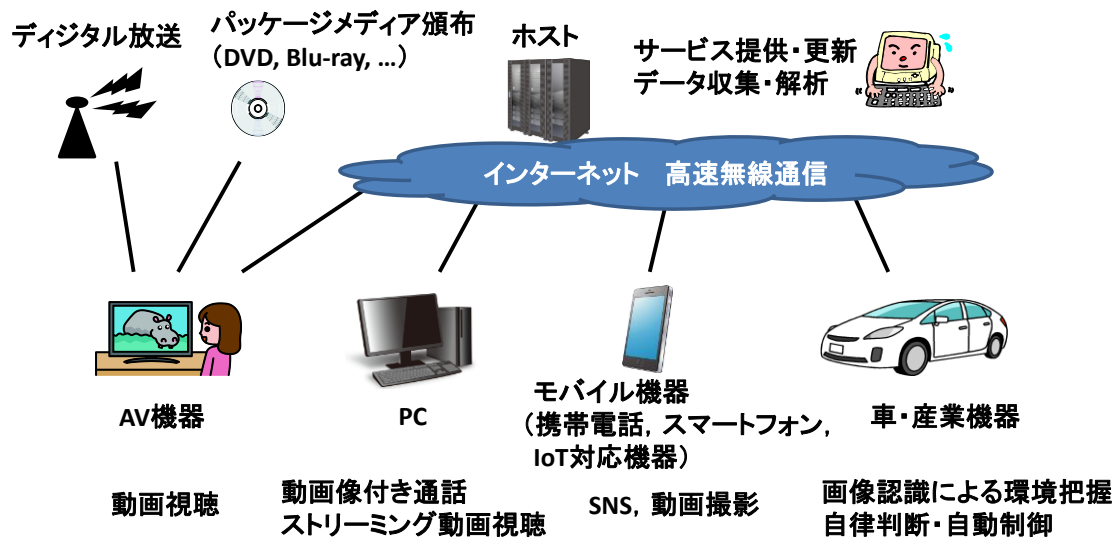 ディジタル放送
パッケージメディア頒布
（DVD, Blu-ray, …）
ホスト
サービス提供・更新
データ収集・解析
インターネット　高速無線通信
AV機器
PC
モバイル機器
（携帯電話，スマートフォン，
IoT対応機器）
車・産業機器
動画視聴
動画像付き通話
ストリーミング動画視聴
SNS，動画撮影
画像認識による環境把握
自律判断・自動制御